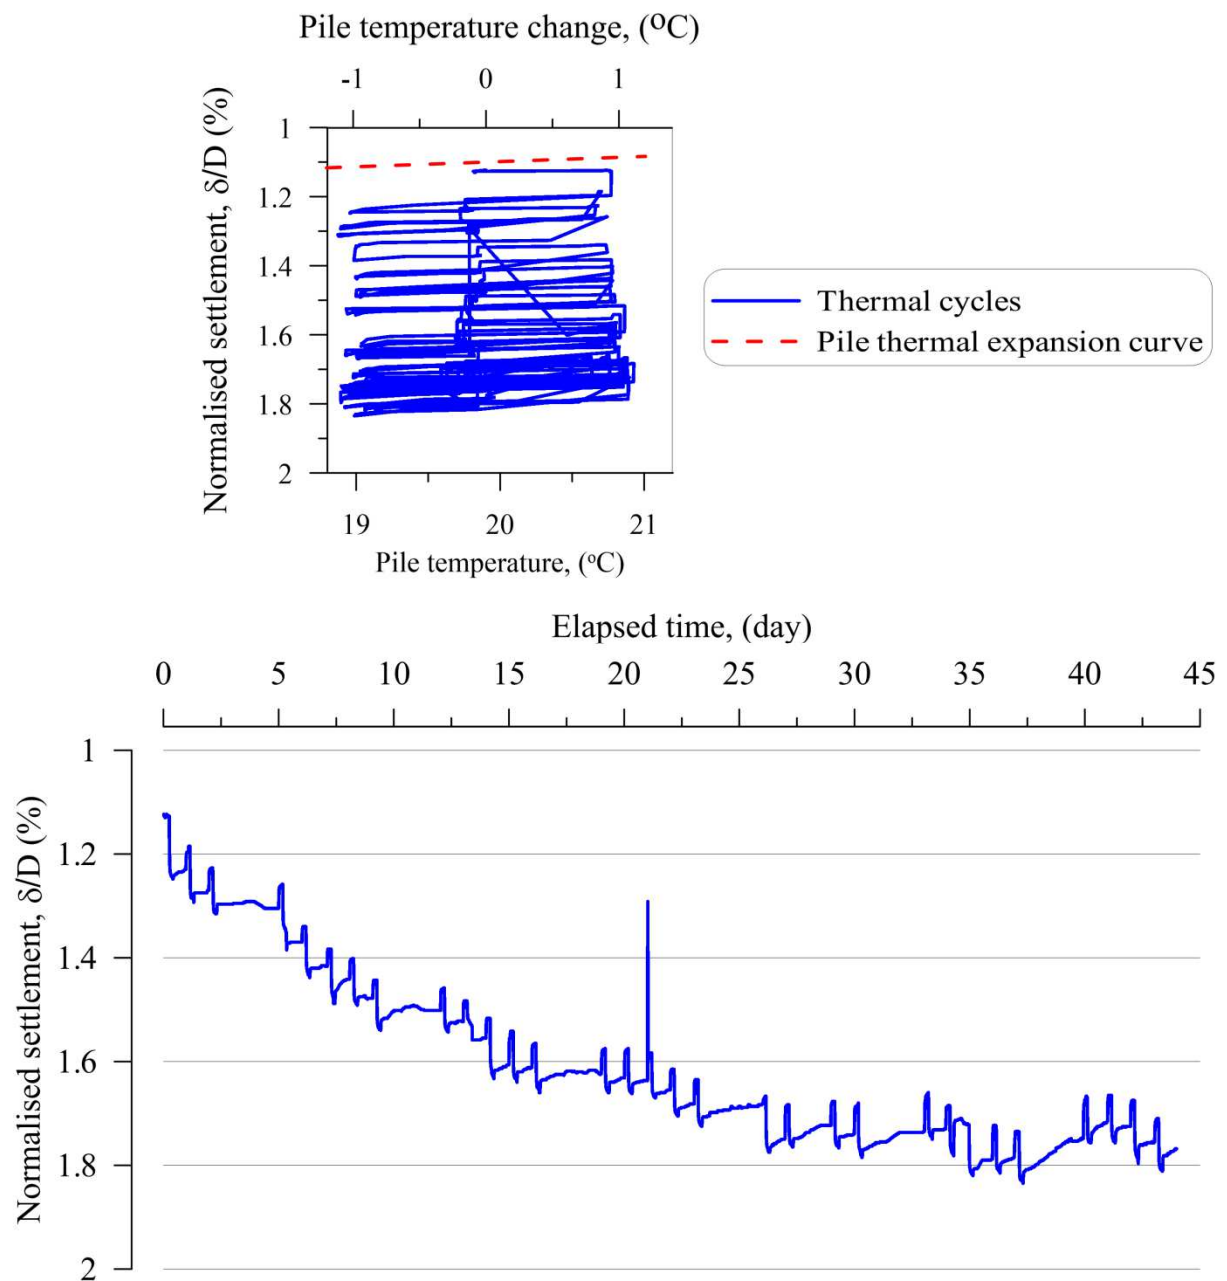 Pile temperature change, (ºC)
-1 0 1
Normalised settlement, δ/D (%)
1
1.2
1.4
1.6
1.8
2
19 20 21
Pile temperature, (ºC)
Thermal cycles
Pile thermal expansion curve
Elapsed time, (day)
0 5 10 15 20 25 30 35 40 45
Normalised settlement, δ/D (%)
1
1.2
1.4
1.6
1.8
2